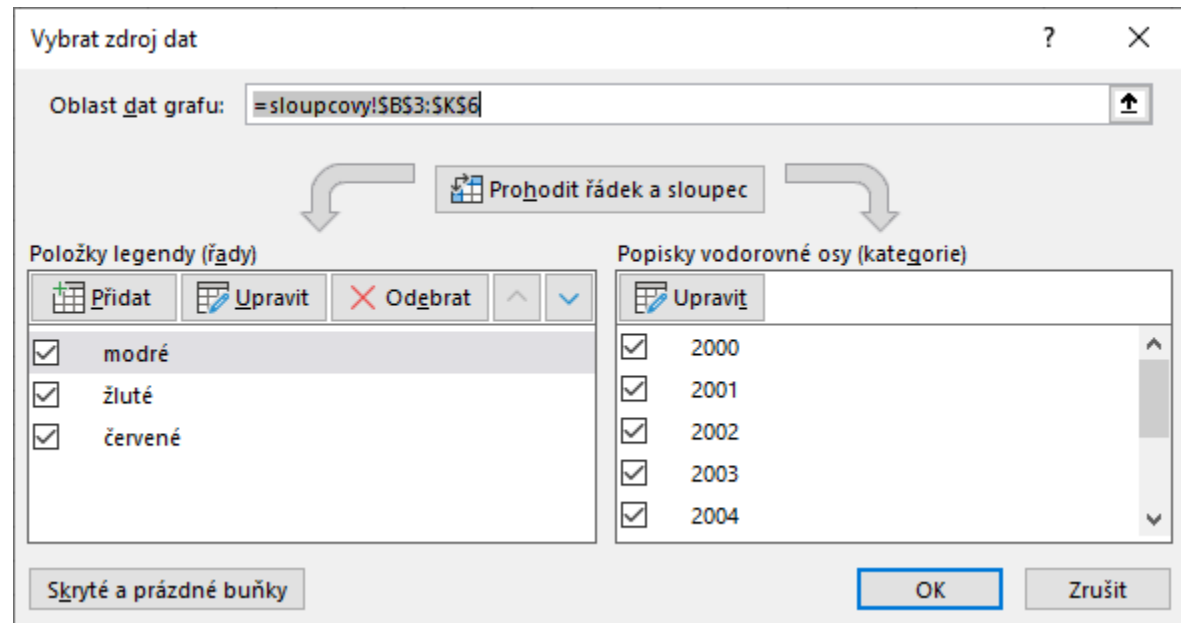 Vybrat zdroj dat ?
Oblast dat grafu: =sloupcovy!$B$3:$K$6
Prohodit řádek a sloupec
Položky legendy (řady)
Přidat Upravit Odebrat
modré
žluté
červené
Popisky vodorovné osy (kategorie)
Upravit
2000
2001
2002
2003
2004
Skryté a prázdné buňky OK Zrušit